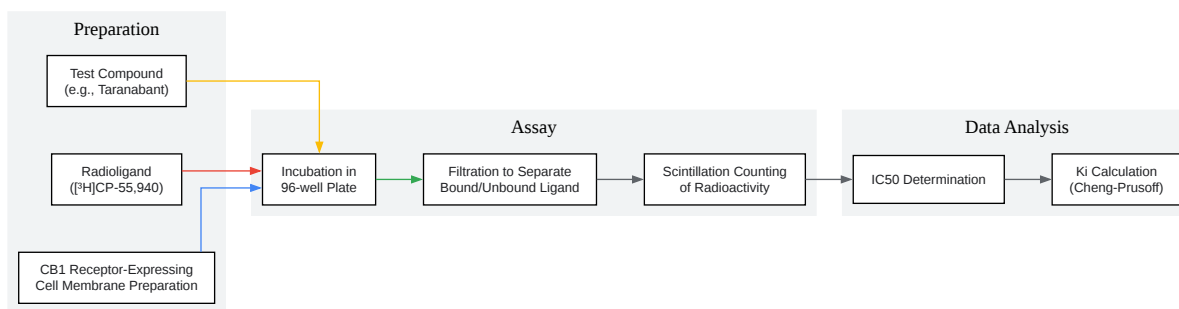 Preparation
Test Compound
(e.g., Taranabant)
Radioligand
([³H]CP-55,940)
CB1 Receptor-Expressing
Cell Membrane Preparation
Assay
Incubation in
96-well Plate
Filtration to Separate
Bound/Unbound Ligand
Scintillation Counting
of Radioactivity
Data Analysis
IC50 Determination
Ki Calculation
(Cheng-Prusoff)